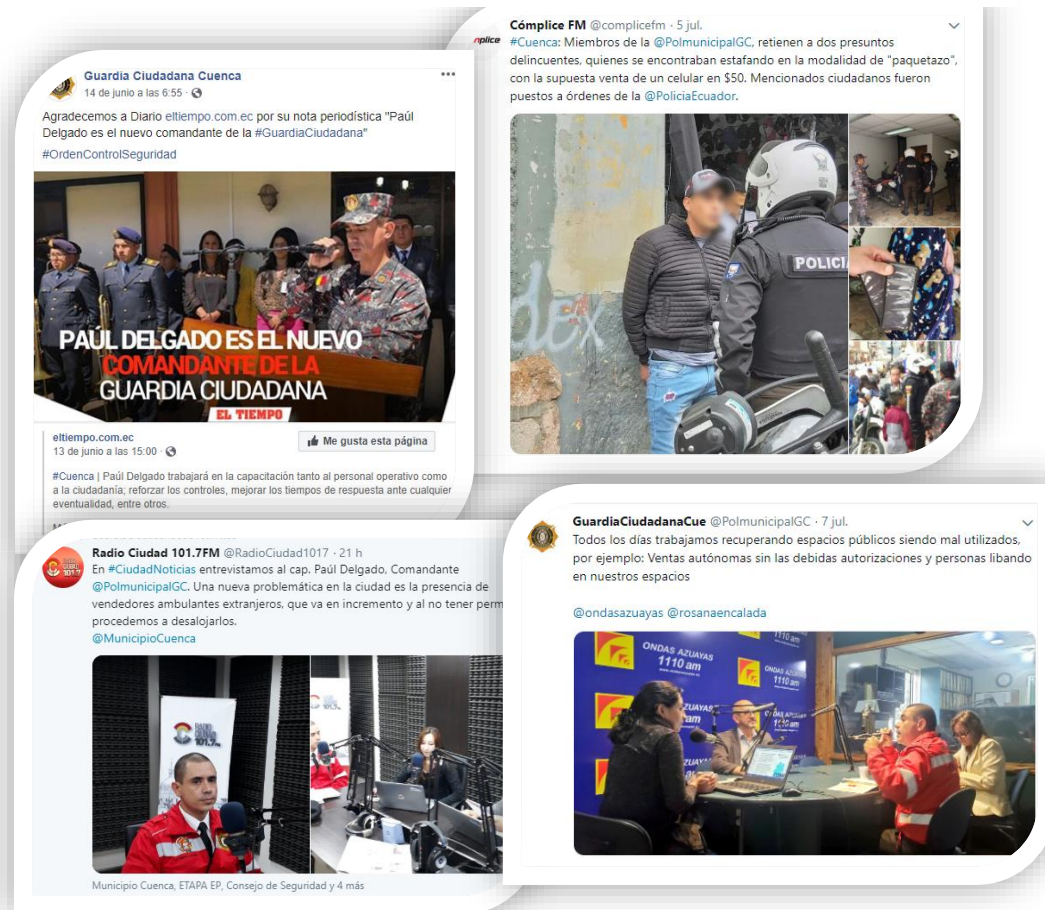 Guardia Ciudadana Cuenca
14 de junio a las 6:55 ·
Agradecemos a Diario eltiempo.com.ec por su nota periodística "Paúl
Delgado es el nuevo comandante de la #GuardiaCiudadana"
#OrdenControlSeguridad
PAÚL DELGADO ES EL NUEVO
COMANDANTE DE LA
GUARDIA CIUDADANA
EL TIEMPO
eltiempo.com.ec
13 de junio a las 15:00 ·
Me gusta esta página
#Cuenca | Paúl Delgado trabajará en la capacitación tanto al personal operativo como
a la ciudadanía; reforzar los controles, mejorar los tiempos de respuesta ante cualquier
eventualidad, entre otros.
Cómplice FM @complicefm · 5 jul.
#Cuenca: Miembros de la @PolmunicipalGC, retienen a dos presuntos
delincuentes, quienes se encontraban estafando en la modalidad de "paquetazo",
con la supuesta venta de un celular en $50. Mencionados ciudadanos fueron
puestos a órdenes de la @PoliciaEcuador.
POLICI
dex
Radio Ciudad 101.7FM @RadioCiudad1017 · 21 h
En #CiudadNoticias entrevistamos al cap. Paúl Delgado, Comandante
@PolmunicipalGC. Una nueva problemática en la ciudad es la presencia de
vendedores ambulantes extranjeros, que va en incremento y al no tener perm
procedemos a desalojarlos.
@MunicipioCuenca
RADIO
CIUDAD
101.7
Municipio Cuenca, ETAPA EP, Consejo de Seguridad y 4 más
GuardiaCiudadanaCue @PolmunicipalGC · 7 jul.
Todos los días trabajamos recuperando espacios públicos siendo mal utilizados,
por ejemplo: Ventas autónomas sin las debidas autorizaciones y personas libando
en nuestros espacios
@ondasazuayas @rosanaencalada
ONDAS AZUAYAS
1110 am
ONDAS AZUAYAS
1110 am